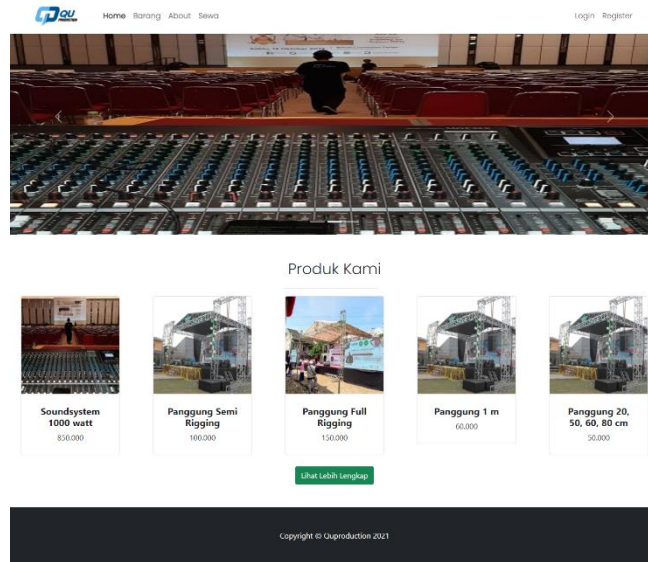 QU
PRODUCTION
Home Barang About Sewa
Login Register
Produk Kami
Soundsystem
1000 watt
850.000
Panggung Semi
Rigging
100.000
Panggung Full
Rigging
150.000
Panggung 1 m
60.000
Panggung 20,
50, 60, 80 cm
50.000
Lihat Lebih Lengkap
Copyright © Quproduction 2021